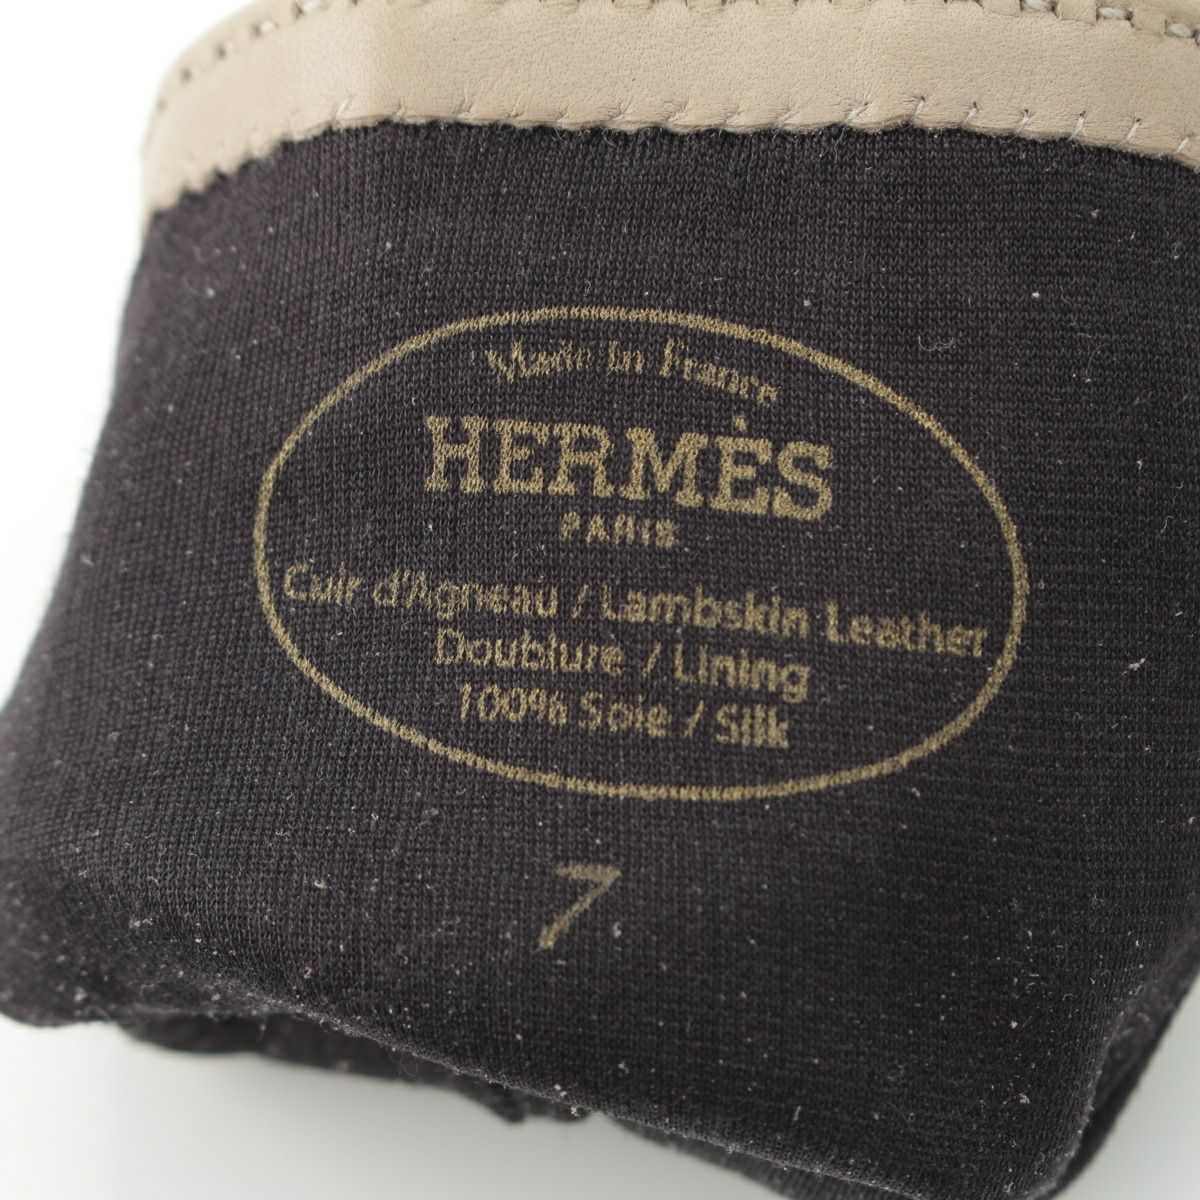 Made in France
HERMÈS
PARIS
Cuir d'Agneau / Lambskin Leather
Doublure / Lining
100% Soie / Silk
7